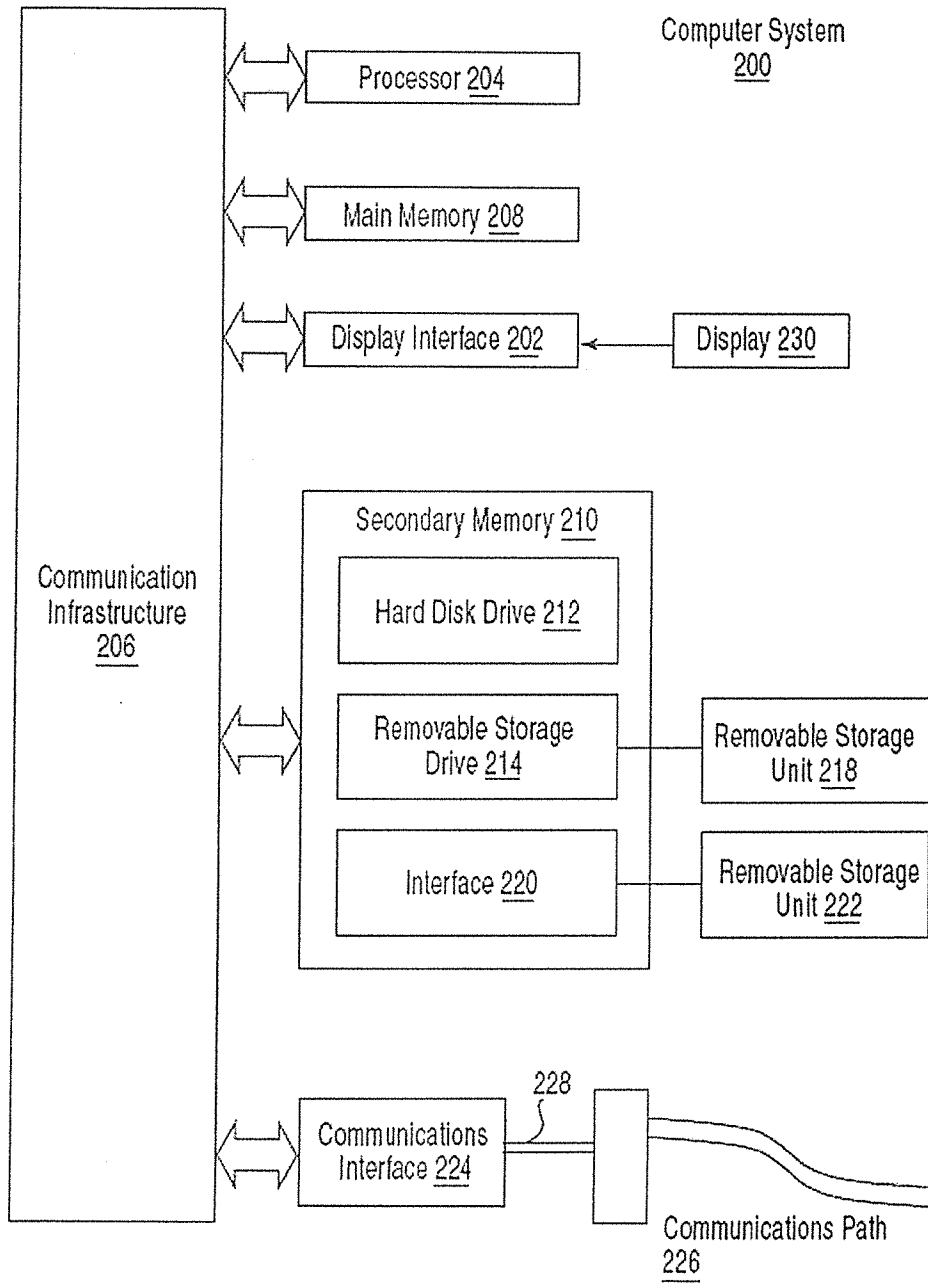 Computer System
200
Processor 204
Main Memory 208
Display Interface 202
Display 230
Secondary Memory 210
Communication
Infrastructure
206
Hard Disk Drive 212
Removable Storage
Drive 214
Removable Storage
Unit 218
Interface 220
Removable Storage
Unit 222
228
Communications
Interface 224
Communications Path
226